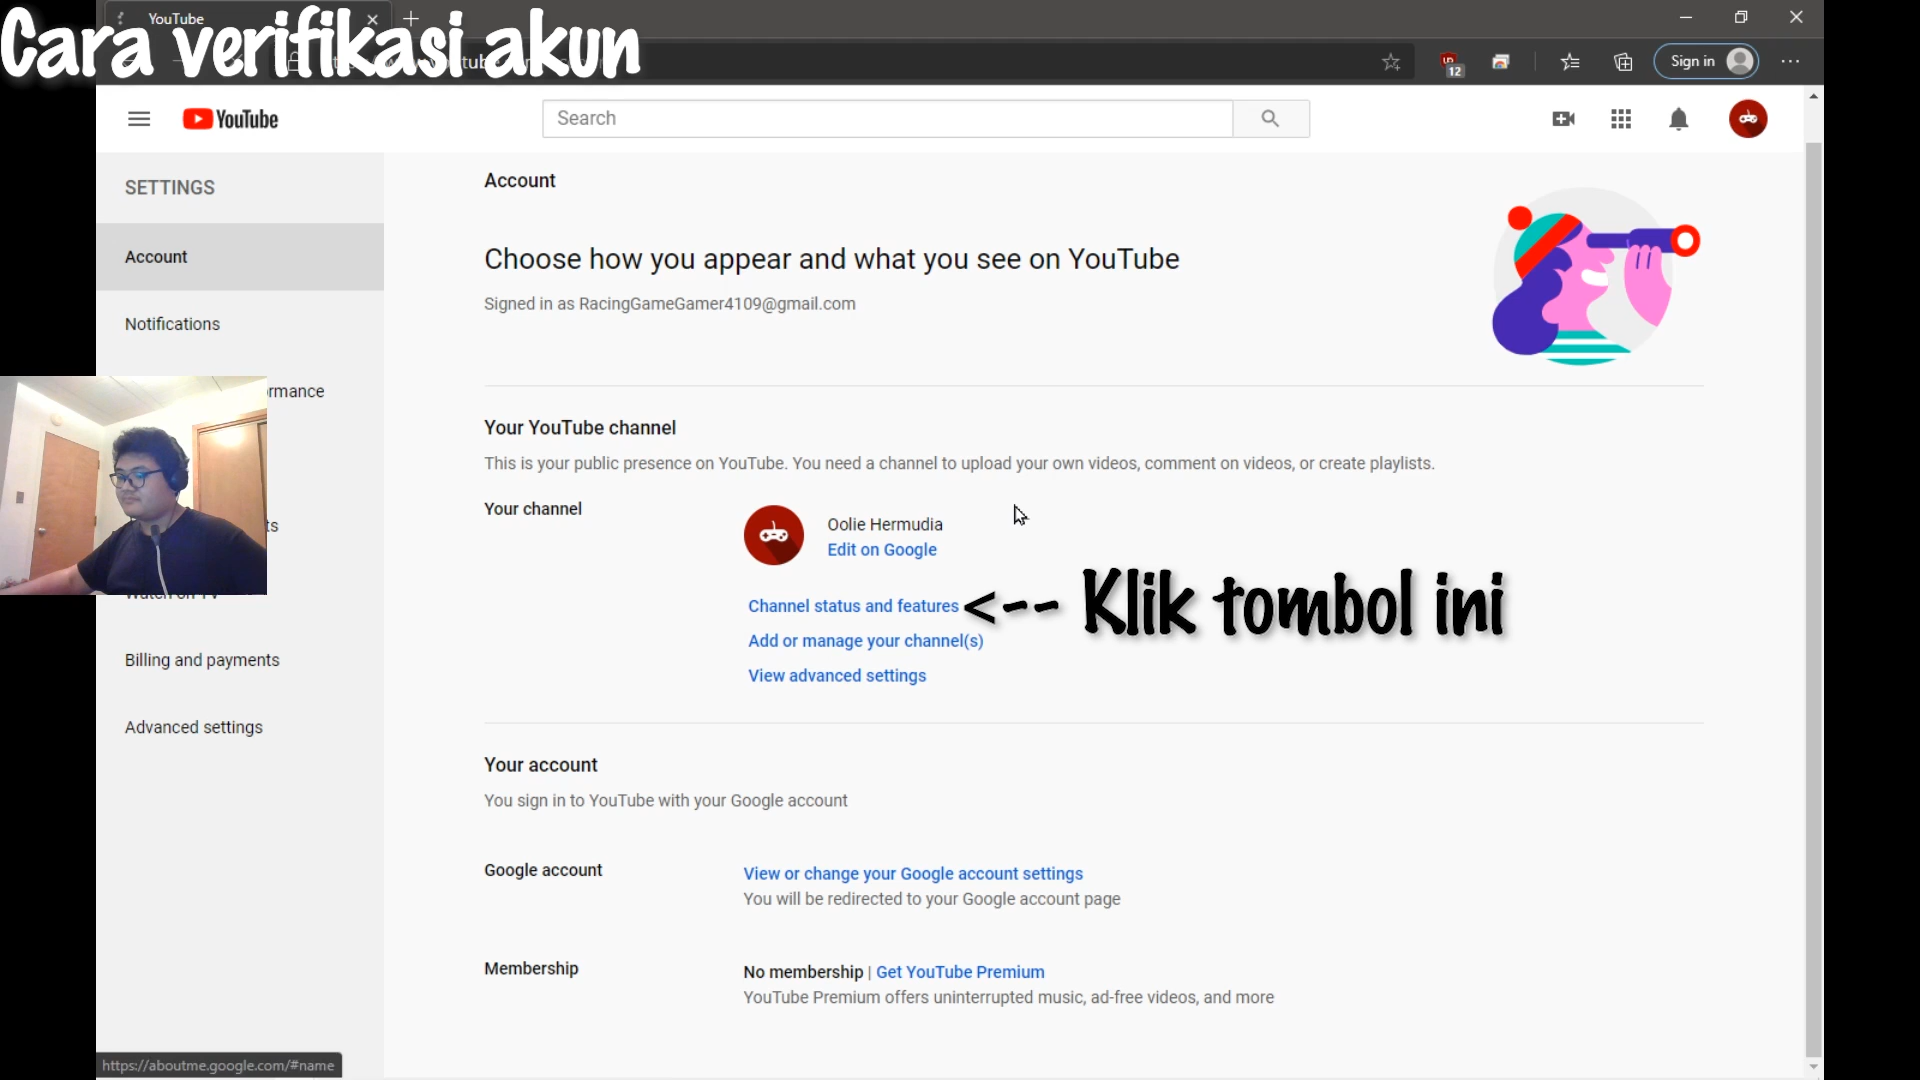 YouTube
Cara verifikasi akun
Sign in
12
YouTube
Search
SETTINGS
Account
Notifications
Billing and payments
Advanced settings
Account
Choose how you appear and what you see on YouTube
Signed in as RacingGameGamer4109@gmail.com
Your YouTube channel
This is your public presence on YouTube. You need a channel to upload your own videos, comment on videos, or create playlists.
Your channel
Oolie Hermudia
Edit on Google
Channel status and features <-- Klik tombol ini
Add or manage your channel(s)
View advanced settings
Your account
You sign in to YouTube with your Google account
Google account
View or change your Google account settings
You will be redirected to your Google account page
Membership
No membership | Get YouTube Premium
YouTube Premium offers uninterrupted music, ad-free videos, and more
https://aboutme.google.com/#name